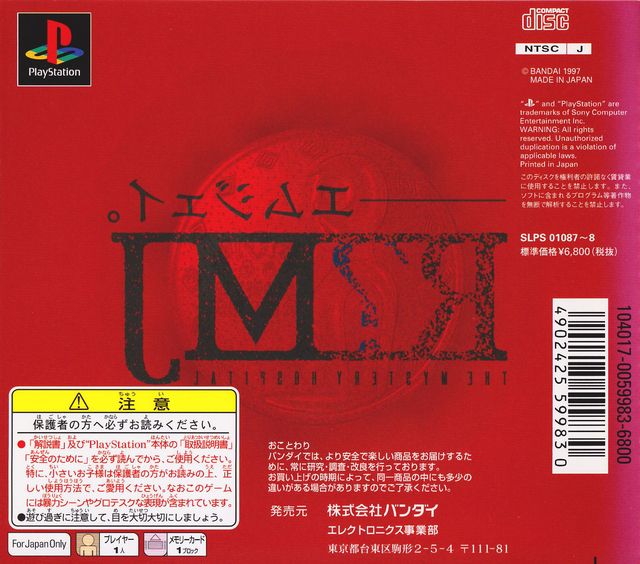 PlayStation
COMPACT
disc
NTSC J
© BANDAI 1997
MADE IN JAPAN
" " and "PlayStation" are
trademarks of Sony Computer
Entertainment Inc.
WARNING: All rights
reserved. Unauthorized
duplication is a violation of
applicable laws.
Printed in Japan
このディスクを権利者の許諾なく賃貸業
に使用することを禁止します。また、
ソフトに含まれるプログラム等著作物
を無断で解析することを禁止します。
SLPS 01087～8
標準価格¥6,800(税抜)
エムジェイ。
R?MJ
THE MYSTERY HOSPITAL
104017-0059983-6800
4902425 599830
注意
保護者の方へ必ずお読みください。
●「解説書」及び"PlayStation"本体の「取扱説明書」
「安全のために」を必ず読んでから、ご使用ください。
特に、小さいお子様は保護者の方がお読みの上、正
しい使用方法で、ご愛用ください。なおこのゲーム
には暴力シーンやグロテスクな表現が含まれています。
●遊び過ぎに注意して、目を大切大切にしましょう。
For Japan Only
プレイヤー
1人
メモリーカード
1ブロック
おことわり
バンダイでは、より安全で楽しい商品をお届けするた
めに、常に研究・調査・改良を行っております。
お買い上げの時期によって、同一商品の中にも多少の
違いがある場合がありますのでご了承ください。
発売元 株式会社バンダイ
エレクトロニクス事業部
東京都台東区駒形2-5-4 〒111-81